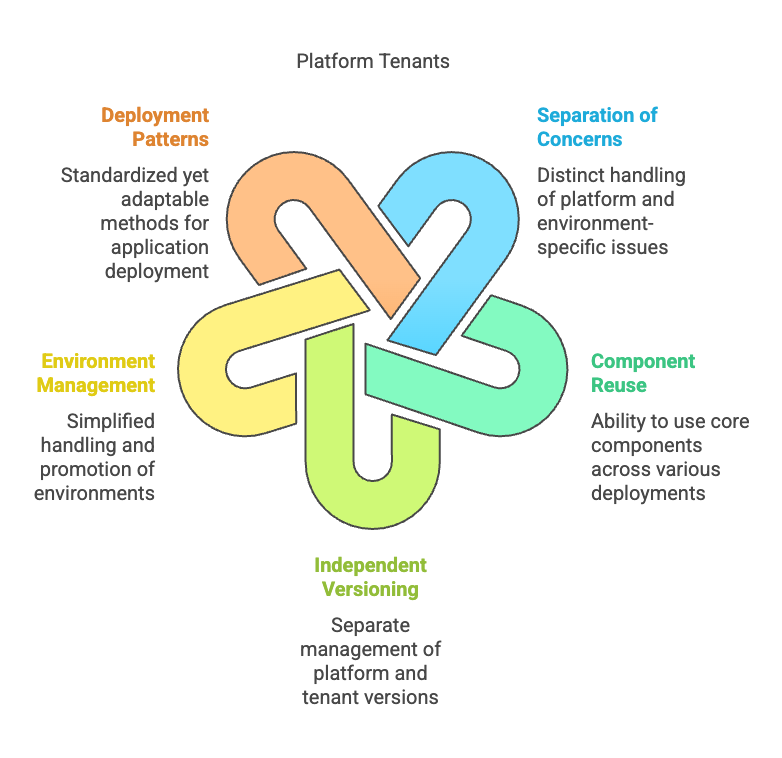 Platform Tenants
Deployment
Patterns
Standardized yet
adaptable
methods for
application
deployment
Separation of
Concerns
Distinct handling
of platform and
environment-
specific issues
Environment
Management
Simplified
handling and
promotion of
environments
Component
Reuse
Ability to use core
components
across various
deployments
Independent
Versioning
Separate
management of
platform and
tenant versions